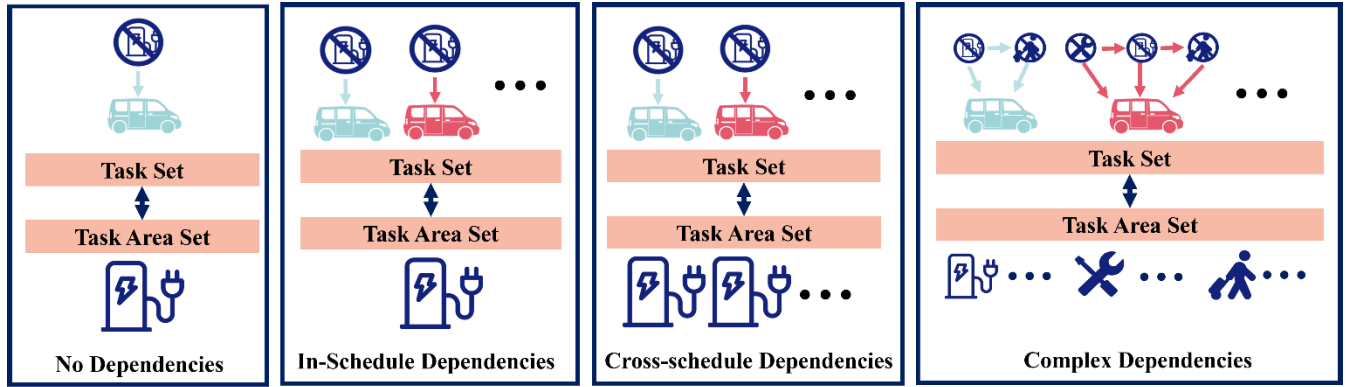 Task Set
Task Area Set
No Dependencies
Task Set
Task Area Set
In-Schedule Dependencies
Task Set
Task Area Set
Cross-schedule Dependencies
Task Set
Task Area Set
Complex Dependencies